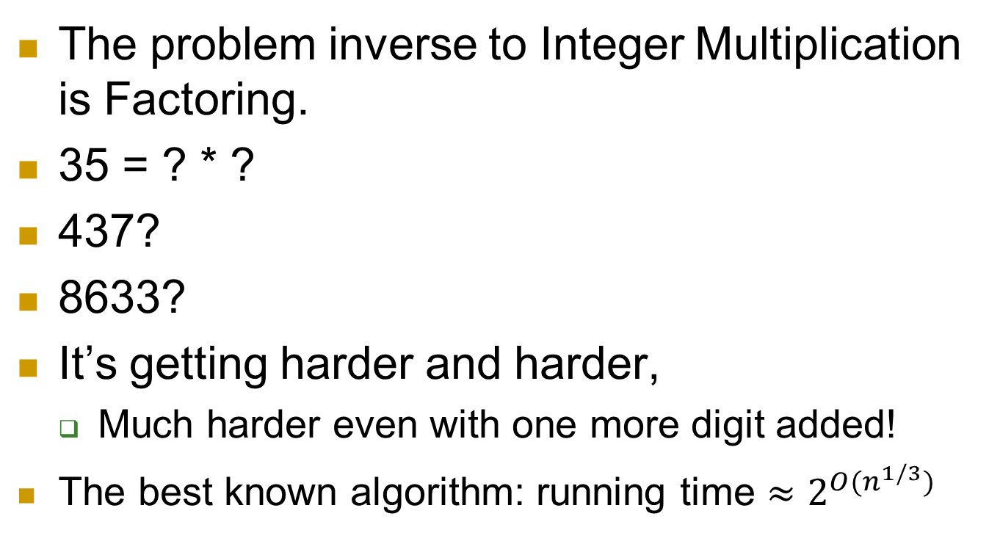 The problem inverse to Integer Multiplication
is Factoring.
35 = ? * ?
437?
8633?
It’s getting harder and harder,
Much harder even with one more digit added!
The best known algorithm: running time ≈ 2^{O(n^{1/3})}